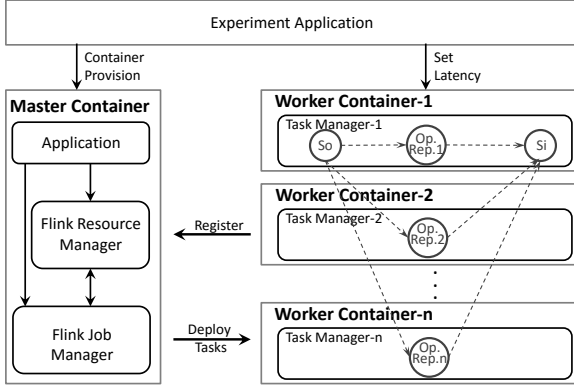 Experiment Application
Container
Provision
Set
Latency
Master Container
Application
Flink Resource
Manager
Flink Job
Manager
Register
Deploy
Tasks
Worker Container-1
Task Manager-1
So
Op.
Rep.1
Si
Worker Container-2
Task Manager-2
Op.
Rep.2
Worker Container-n
Task Manager-n
Op.
Rep.n